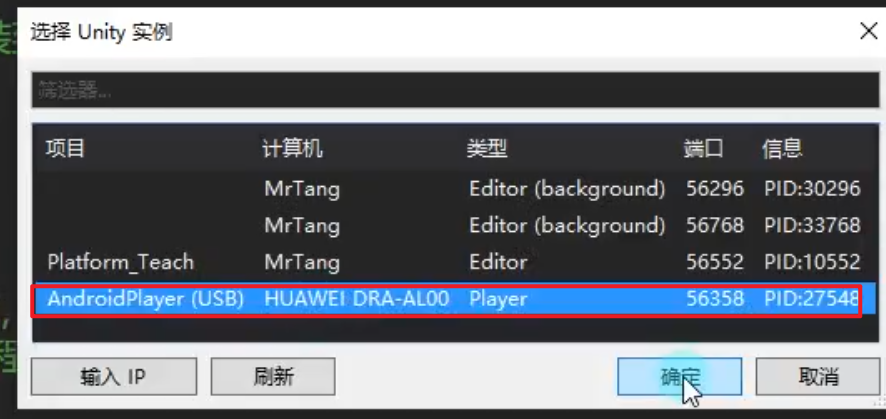 选择 Unity 实例
筛选器...
项目 计算机 类型 端口 信息
MrTang Editor (background) 56296 PID:30296
MrTang Editor (background) 56768 PID:33768
Platform_Teach MrTang Editor 56552 PID:10552
AndroidPlayer (USB) HUAWEI DRA-AL00 Player 56358 PID:27548
输入 IP 刷新 确定 取消